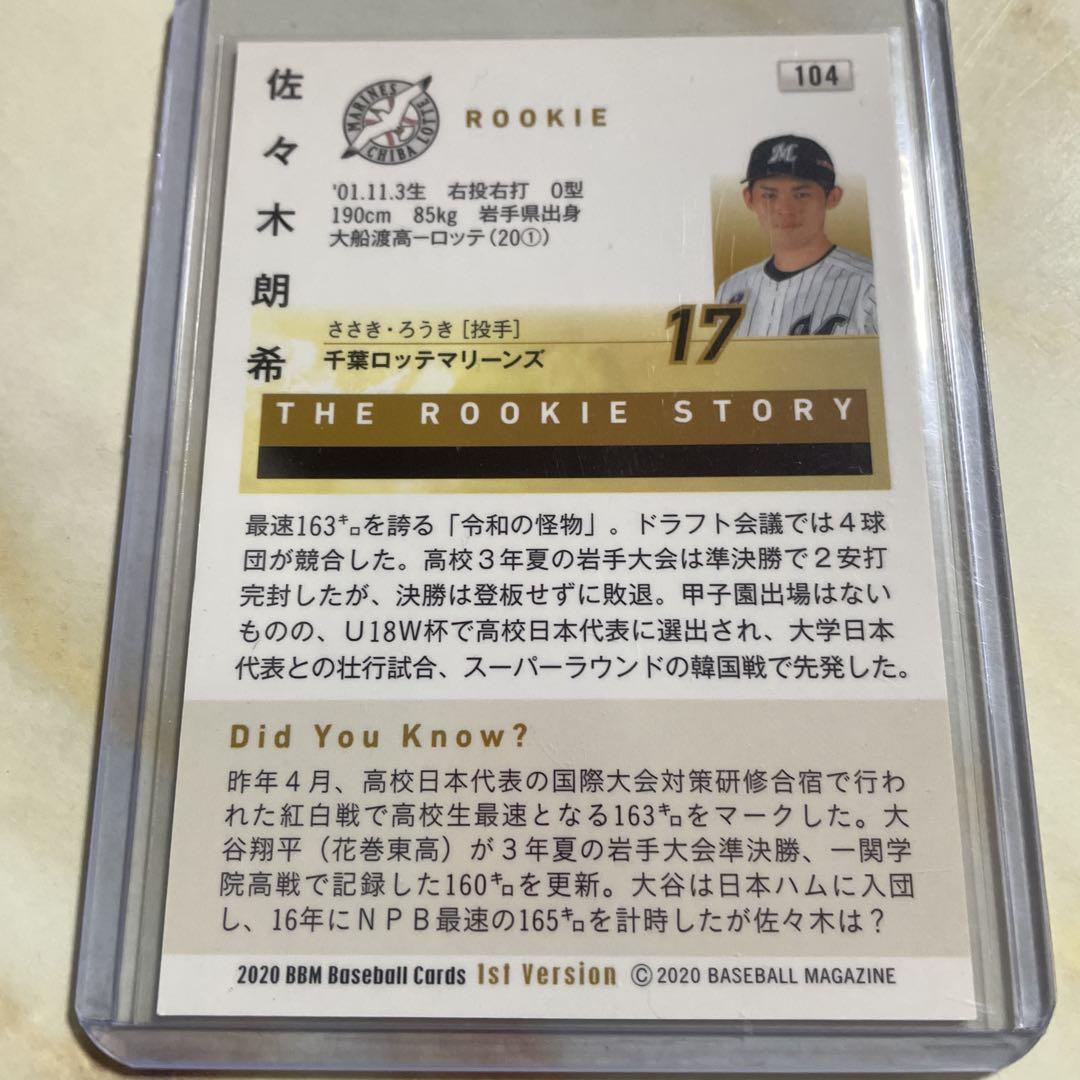 佐々木朗希
MARINES
CHIBA LOTTE
ROOKIE
104
M
'01.11.3生 右投右打 O型
190cm 85kg 岩手県出身
大船渡高ーロッテ(20①)
ささき・ろうき[投手]
千葉ロッテマリーンズ
17
THE ROOKIE STORY
最速163㌔を誇る「令和の怪物」。ドラフト会議では4球
団が競合した。高校3年夏の岩手大会は準決勝で2安打
完封したが、決勝は登板せずに敗退。甲子園出場はない
ものの、U18W杯で高校日本代表に選出され、大学日本
代表との壮行試合、スーパーラウンドの韓国戦で先発した。
Did You Know?
昨年4月、高校日本代表の国際大会対策研修合宿で行わ
れた紅白戦で高校生最速となる163㌔をマークした。大
谷翔平(花巻東高)が3年夏の岩手大会準決勝、一関学
院高戦で記録した160㌔を更新。大谷は日本ハムに入団
し、16年にNPB最速の165㌔を計時したが佐々木は?
2020 BBM Baseball Cards 1st Version © 2020 BASEBALL MAGAZINE